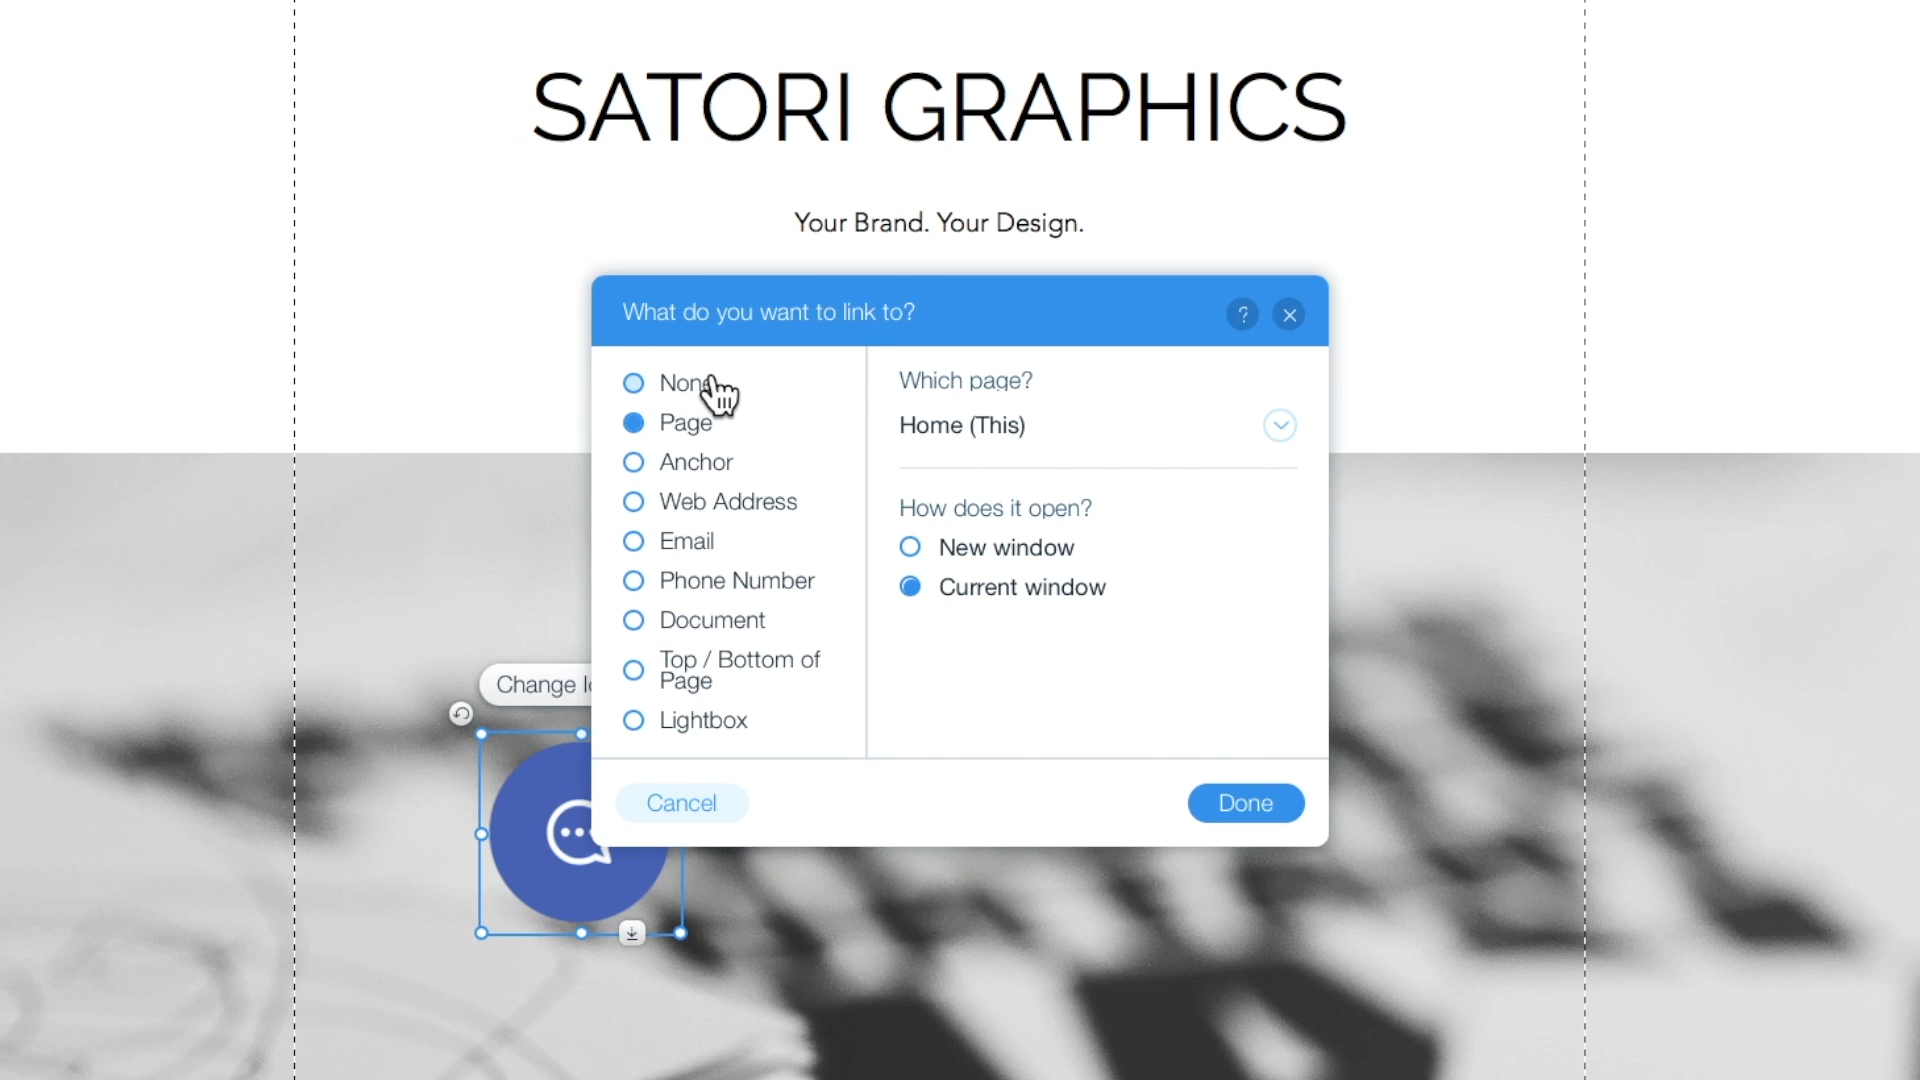 SATORI GRAPHICS
Your Brand. Your Design.
What do you want to link to?
?
None
Page
Anchor
Web Address
Email
Phone Number
Document
Top / Bottom of
Page
Lightbox
Which page?
Home (This)
How does it open?
New window
Current window
Change
Cancel
Done